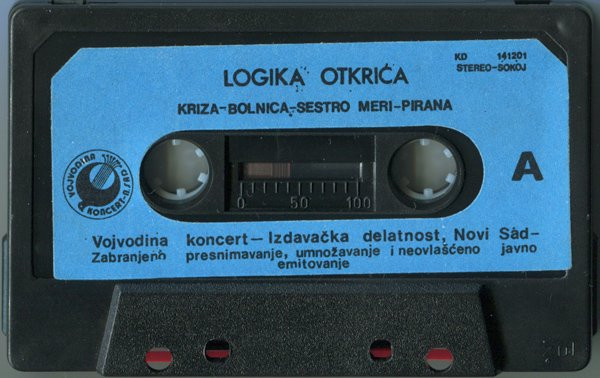 KD 141201
STEREO-SOKOJ
LOGIKA OTKRIĆA
KRIZA-BOLNICA-SESTRO MERI-PIRANA
VOJVODINA KONCERT-N.SAD
A
0 50 100
Vojvodina koncert-Izdavačka delatnost, Novi Sad-
Zabranjeno presnimavanje, umnožavanje i neovlašćeno javno
emitovanje